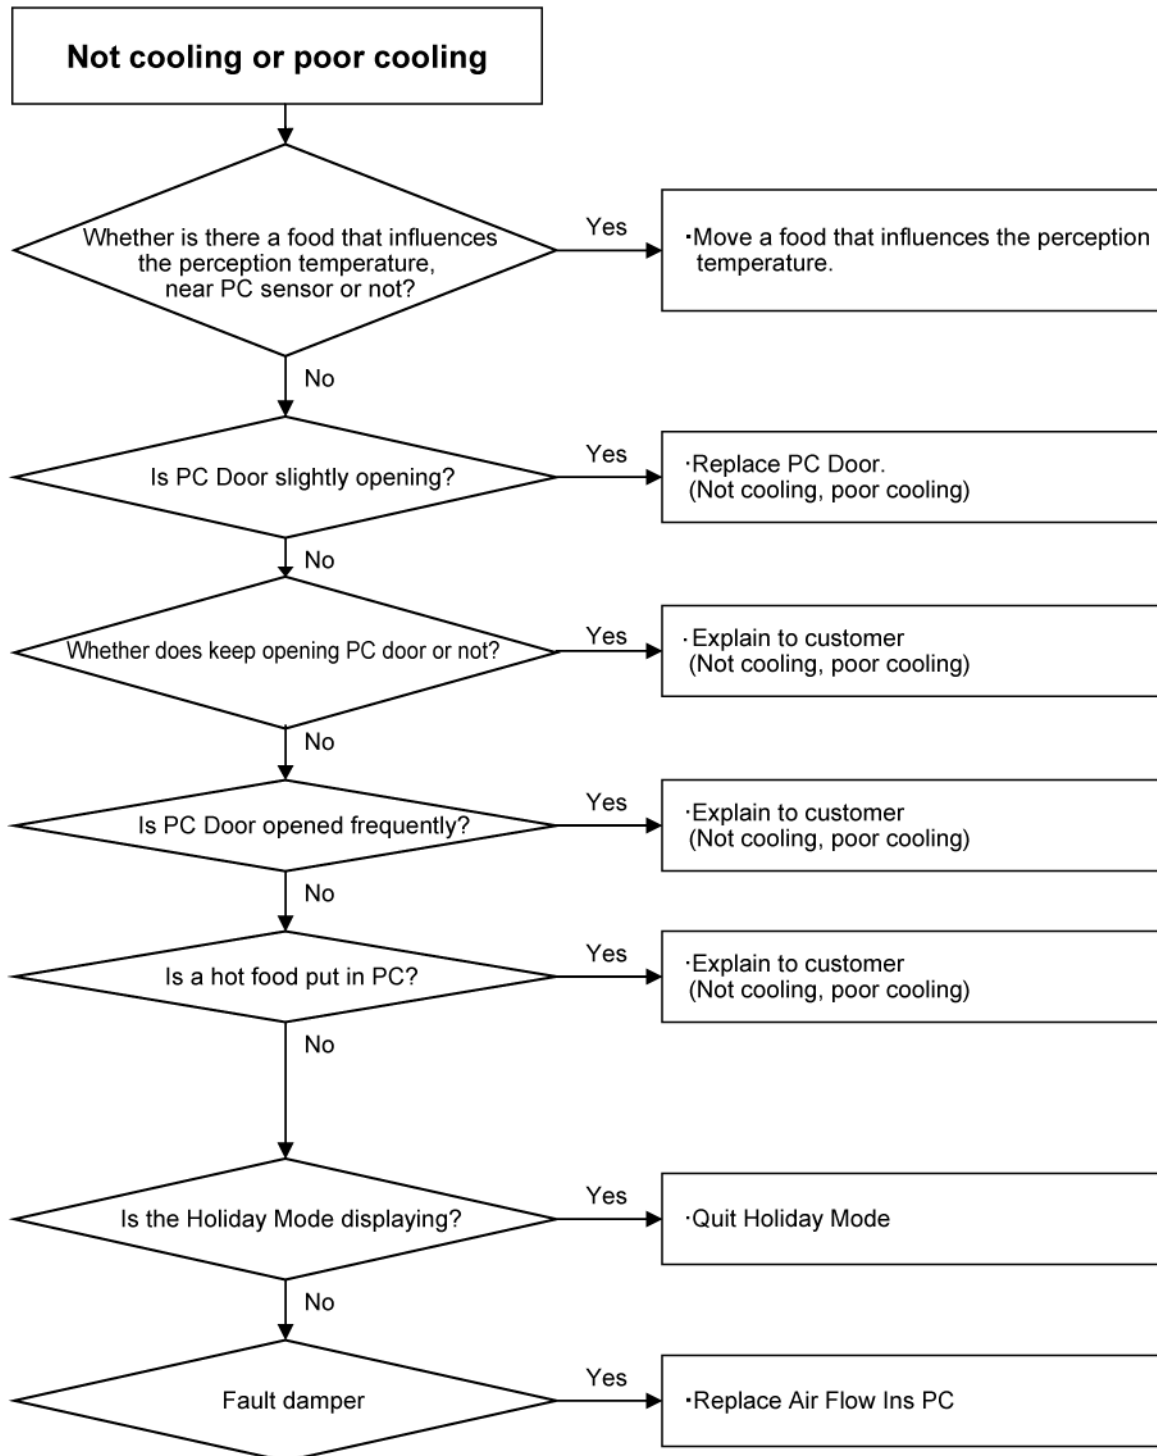 Not cooling or poor cooling
Whether is there a food that influences
the perception temperature,
near PC sensor or not?
Yes
·Move a food that influences the perception
temperature.
No
Is PC Door slightly opening?
Yes
·Replace PC Door.
(Not cooling, poor cooling)
No
Whether does keep opening PC door or not?
Yes
·Explain to customer
(Not cooling, poor cooling)
No
Is PC Door opened frequently?
Yes
·Explain to customer
(Not cooling, poor cooling)
No
Is a hot food put in PC?
Yes
·Explain to customer
(Not cooling, poor cooling)
No
Is the Holiday Mode displaying?
Yes
·Quit Holiday Mode
No
Fault damper
Yes
·Replace Air Flow Ins PC